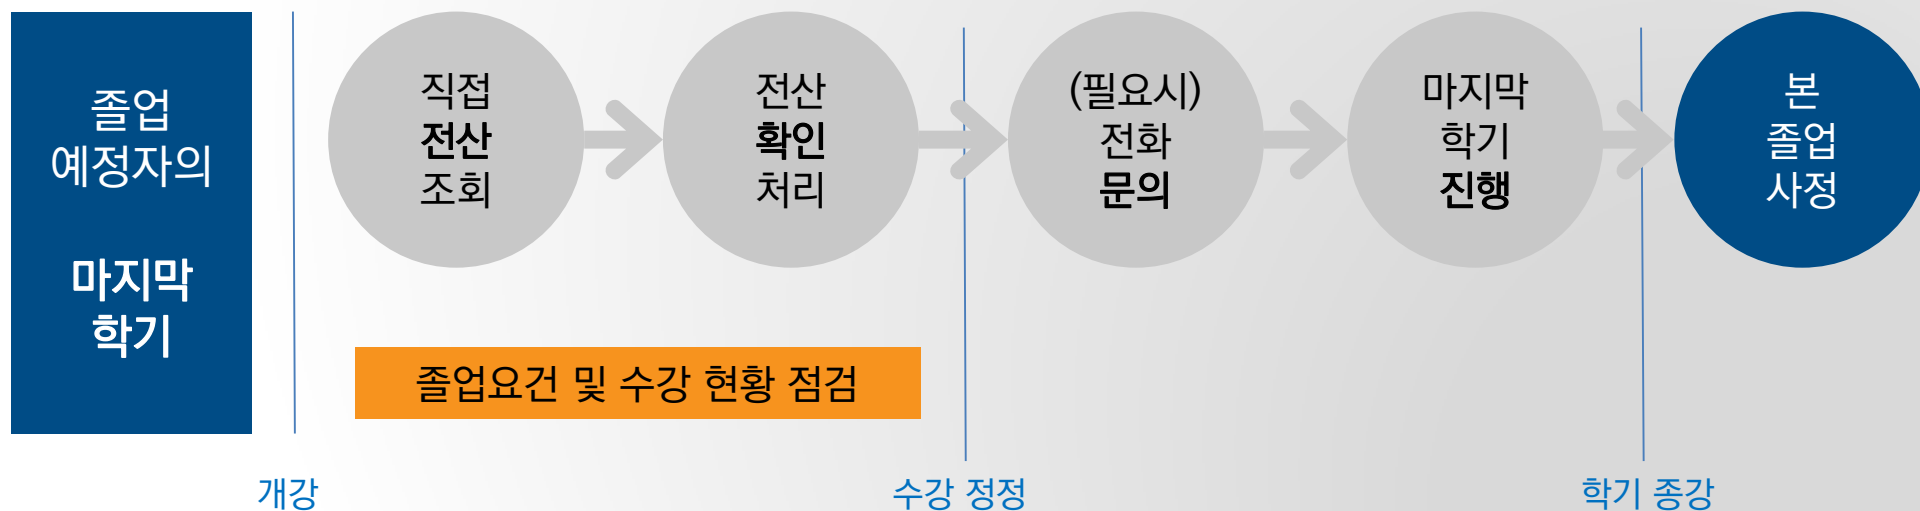 졸업
예정자의
마지막
학기
직접
전산
조회
전산
확인
처리
(필요시)
전화
문의
마지막
학기
진행
본
졸업
사정
졸업요건 및 수강 현황 점검
개강
수강 정정
학기 종강